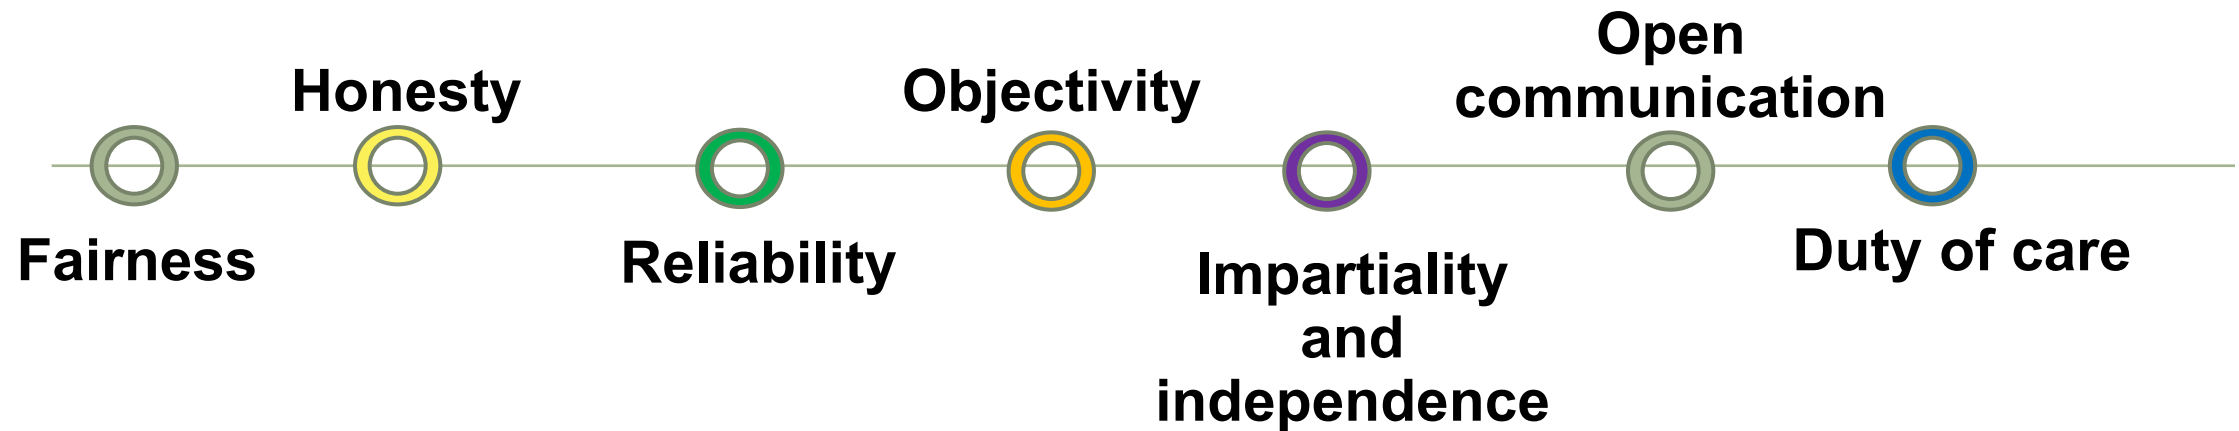 Fairness
Honesty
Reliability
Objectivity
Impartiality
and
independence
Open
communication
Duty of care